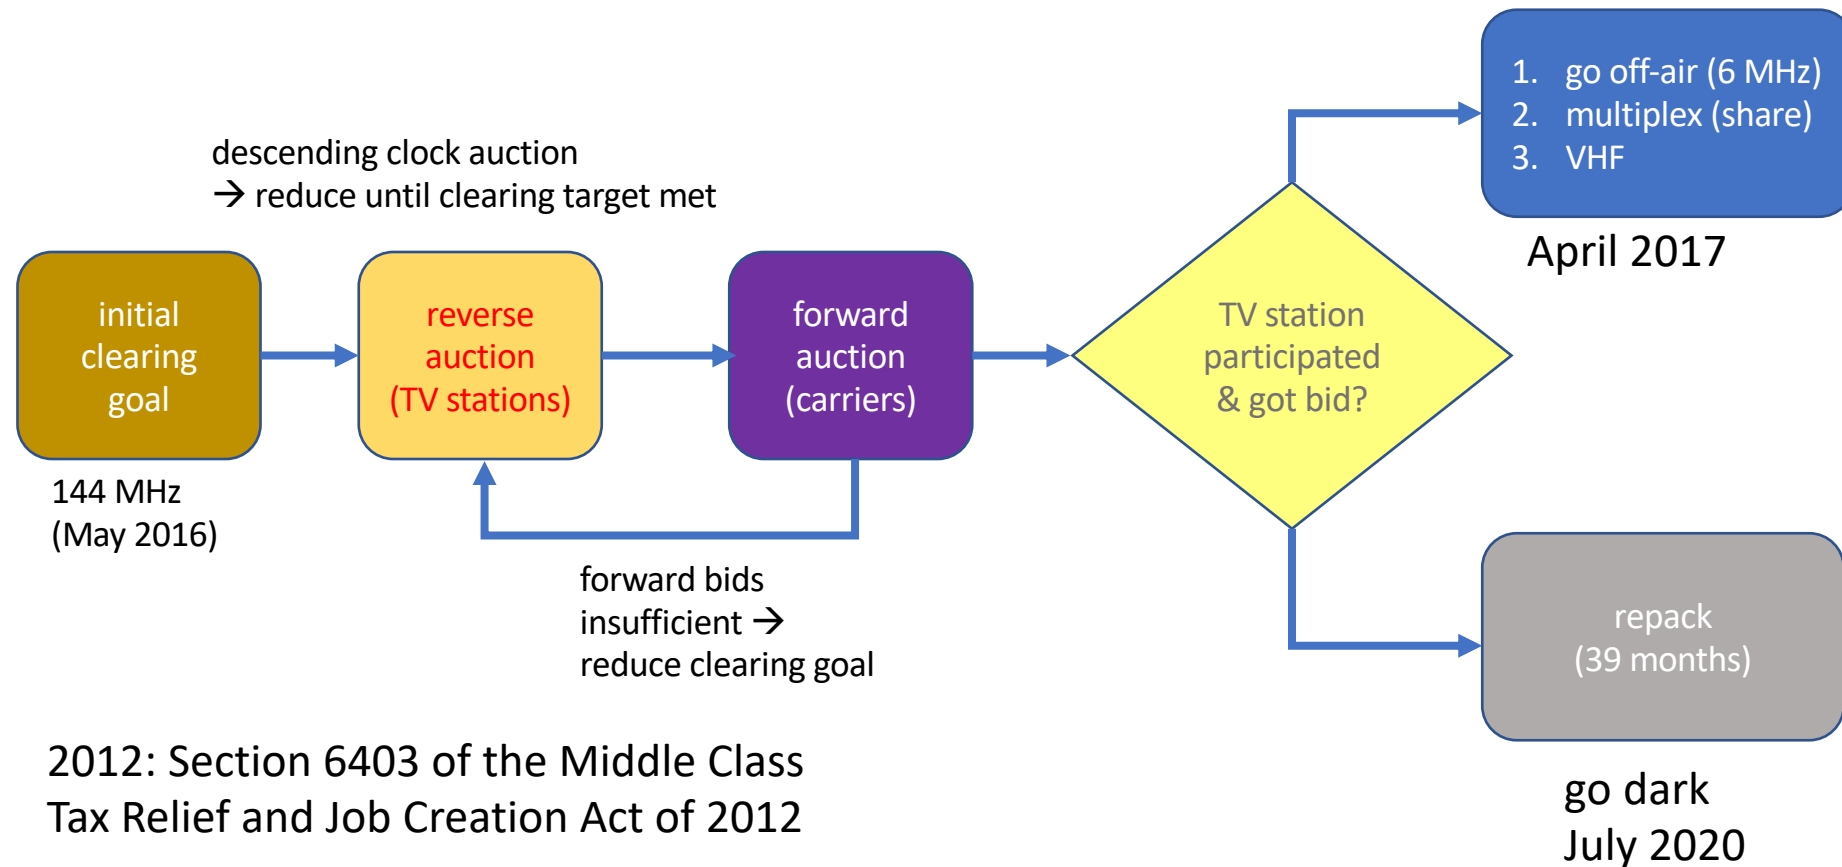 descending clock auction
→ reduce until clearing target met
initial
clearing
goal
144 MHz
(May 2016)
reverse
auction
(TV stations)
forward
auction
(carriers)
forward bids
insufficient →
reduce clearing goal
TV station
participated
& got bid?
1. go off-air (6 MHz)
2. multiplex (share)
3. VHF
April 2017
repack
(39 months)
go dark
July 2020
2012: Section 6403 of the Middle Class
Tax Relief and Job Creation Act of 2012